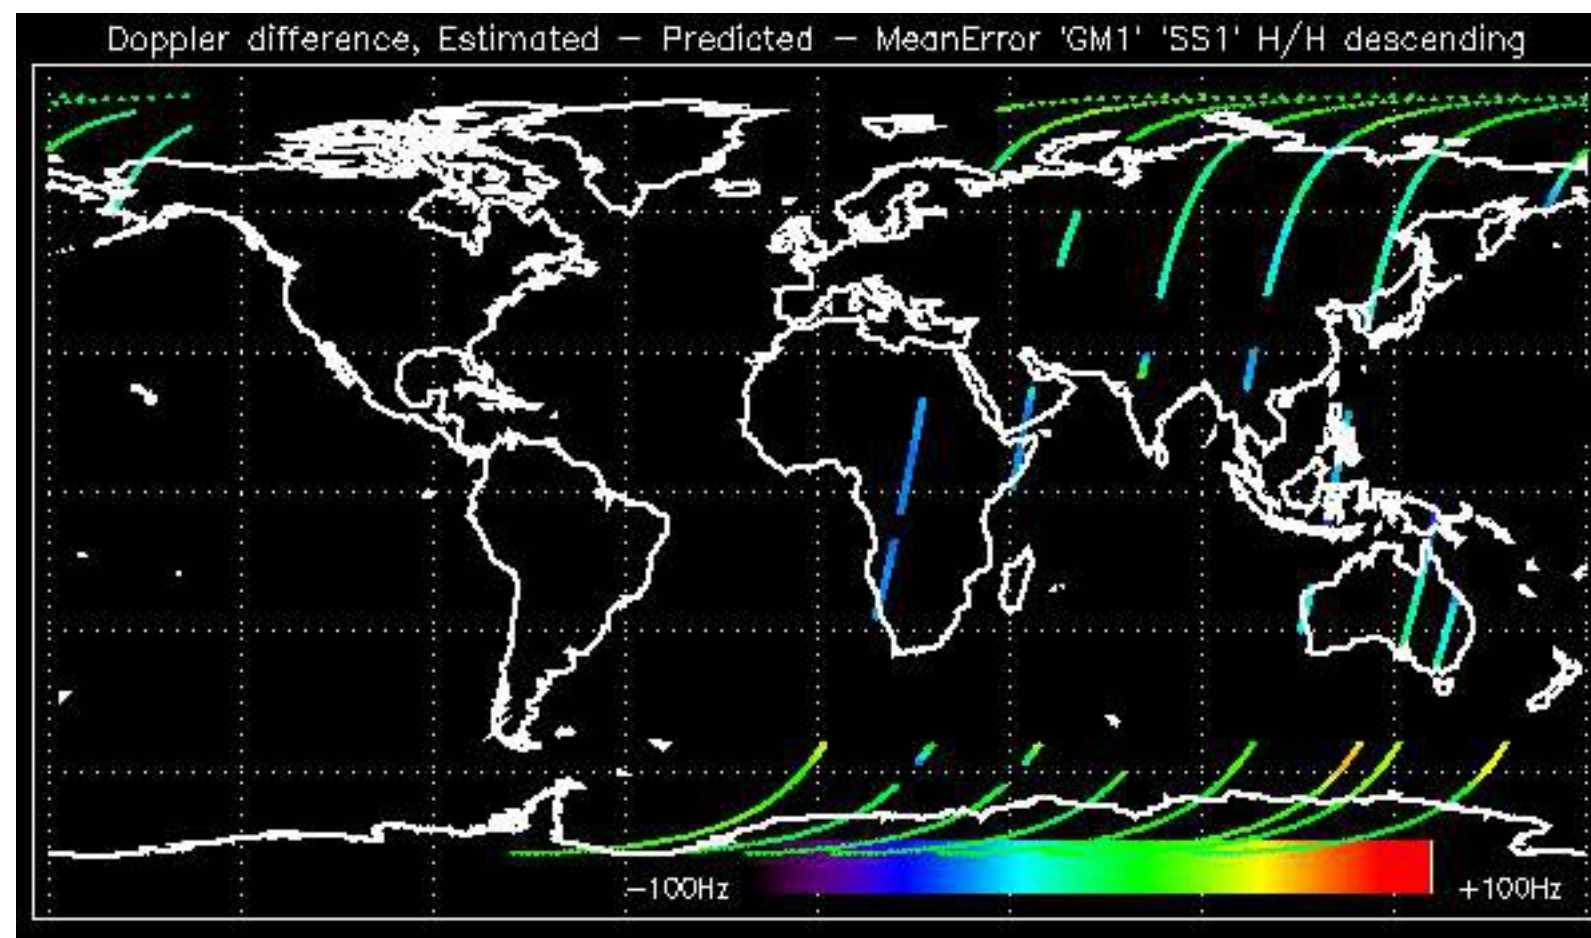 Doppler difference, Estimated – Predicted – MeanError 'GM1' 'SS1' H/H descending
−100Hz +100Hz